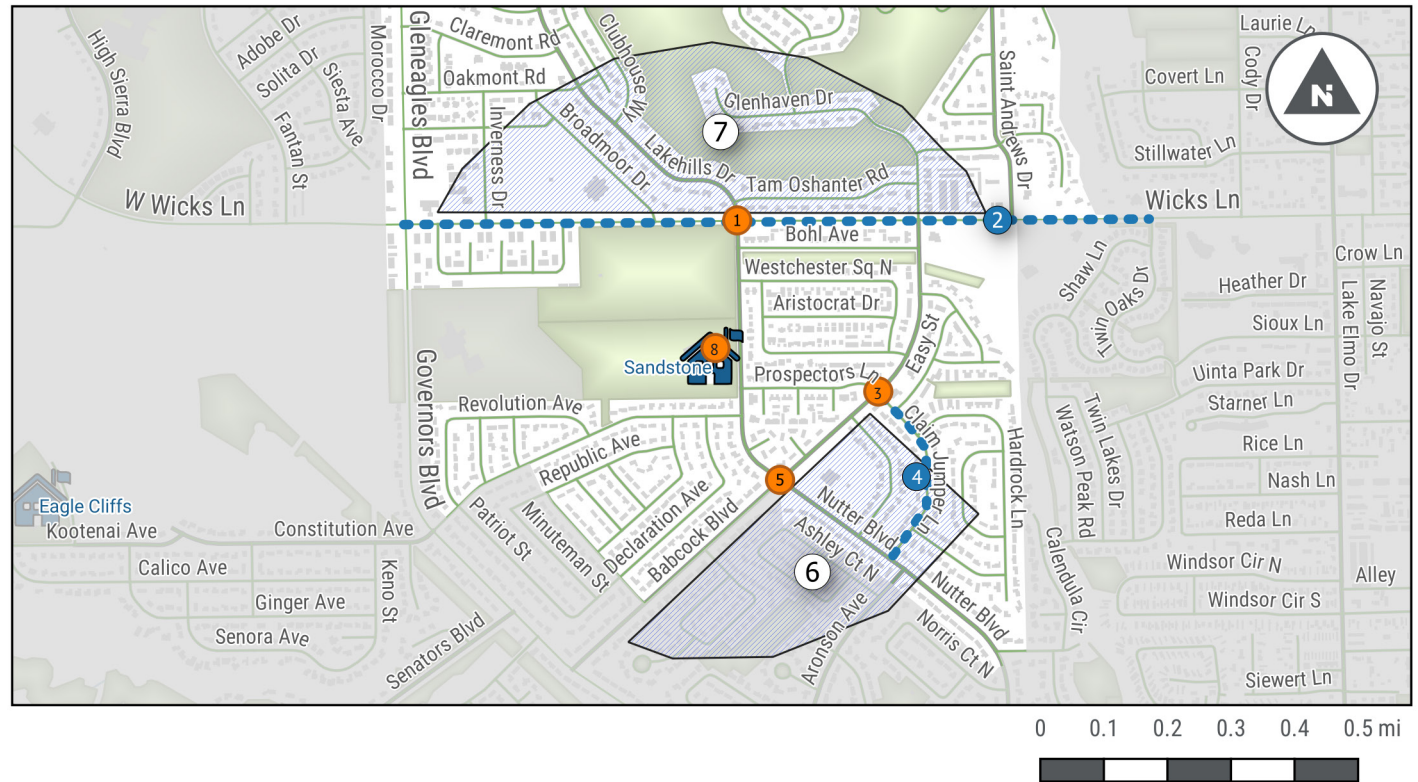 High Sierra Blvd
Adobe Dr
Solita Dr
Siesta Ave
Fantan St
Morocco Dr
Gleneagles Blvd
Claremont Rd
Oakmont Rd
Inverness Dr
Clubhouse Wy
Broadmoor Dr
Lakehills Dr
Glenhaven Dr
7
Tam Oshanter Rd
Saint Andrews Dr
Laurie Ln
Cody Dr
Covert Ln
Stillwater Ln
N
W Wicks Ln
Wicks Ln
1
2
Bohl Ave
Westchester Sq N
Aristocrat Dr
Easy St
Shaw Ln
Twin Oaks Dr
Crow Ln
Heather Dr
Navajo St
Lake Elmo Dr
Sioux Ln
8
Sandstone
Prospectors Ln
3
Uinta Park Dr
Starner Ln
Governors Blvd
Revolution Ave
Republic Ave
Claim Jumper Ln
Hardrock Ln
Twin Lakes Dr
Watson Peak Rd
Rice Ln
Nash Ln
5
4
Eagle Cliffs
Kootenai Ave
Constitution Ave
Patriot St
Minuteman St
Declaration Ave
Babcock Blvd
Nutter Blvd
Ashley Ct N
6
Reda Ln
Calendula Cir
Calico Ave
Keno St
Windsor Cir N
Alley
Ginger Ave
Windsor Cir S
Senora Ave
Senators Blvd
Aronson Ave
Nutter Blvd
Norris Ct N
Siewert Ln
0 0.1 0.2 0.3 0.4 0.5 mi